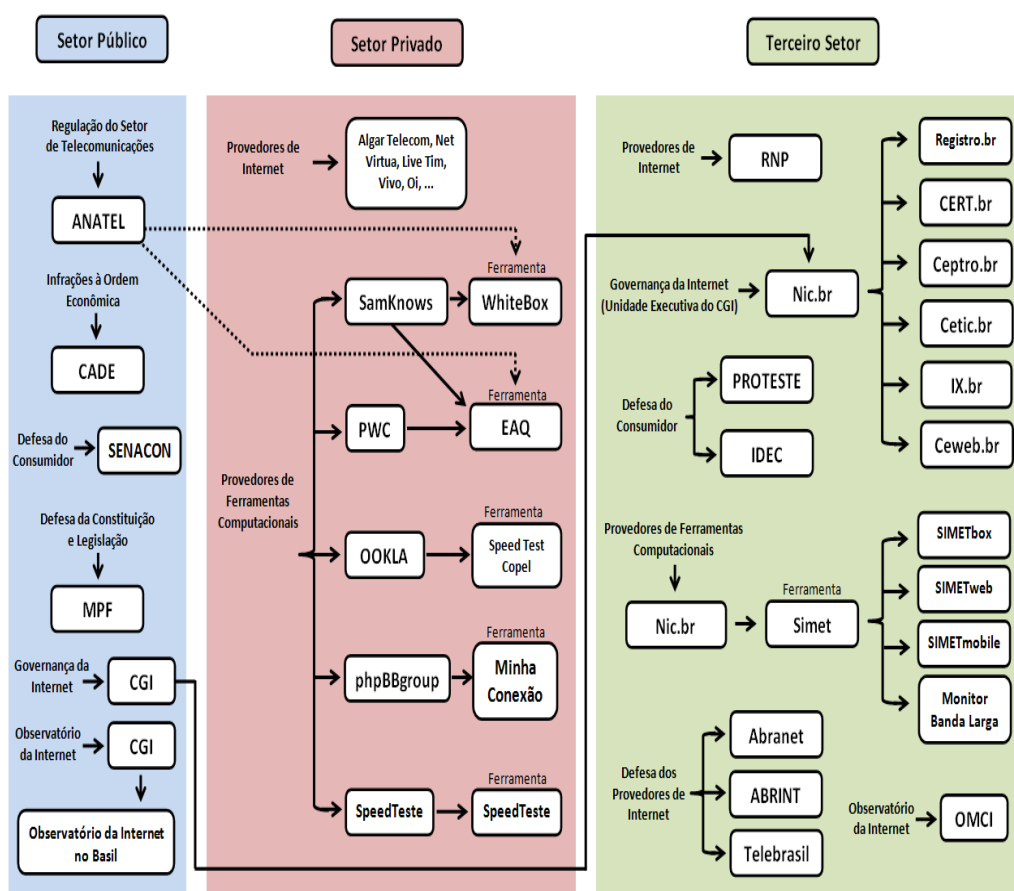 Setor Público
Setor Privado
Terceiro Setor
Regulação do Setor
de Telecomunicações
ANATEL
Infrações à Ordem
Econômica
CADE
Defesa do
Consumidor
SENACON
Defesa da Constituição
e Legislação
MPF
Governança da
Internet
CGI
Observatório
da Internet
CGI
Observatório da Internet
no Basil
Provedores de
Internet
Algar Telecom, Net
Virtua, Live Tim,
Vivo, Oi, ...
Provedores de
Ferramentas
Computacionais
SamKnows
Ferramenta
WhiteBox
PWC
Ferramenta
EAQ
OOKLA
Ferramenta
Speed Test
Copel
phpBBgroup
Ferramenta
Minha
Conexão
SpeedTeste
Ferramenta
SpeedTeste
Provedores de
Internet
RNP
Governança da Internet
(Unidade Executiva do CGI)
Nic.br
Registro.br
CERT.br
Ceptro.br
Cetic.br
IX.br
Ceweb.br
Defesa do
Consumidor
PROTESTE
IDEC
Provedores de Ferramentas
Computacionais
Nic.br
Ferramenta
Simet
SIMETbox
SIMETweb
SIMETmobile
Monitor
Banda Larga
Defesa dos
Provedores de
Internet
Abranet
ABRINT
Telebrasil
Observatório
da Internet
OMCI